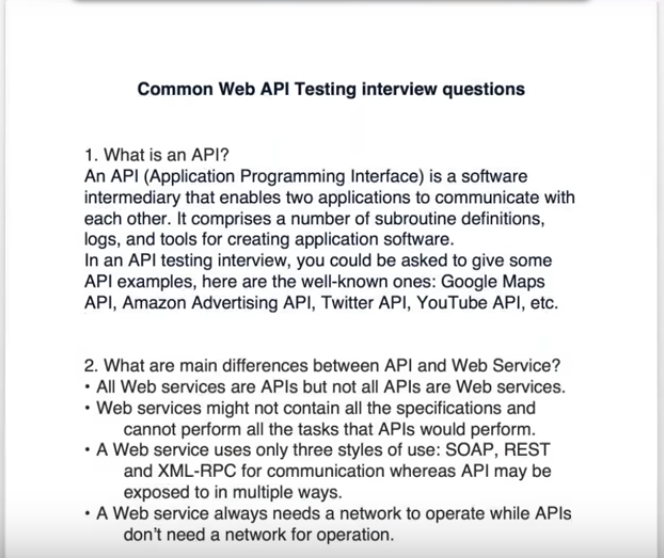 Common Web API Testing interview questions
1. What is an API?
An API (Application Programming Interface) is a software
intermediary that enables two applications to communicate with
each other. It comprises a number of subroutine definitions,
logs, and tools for creating application software.
In an API testing interview, you could be asked to give some
API examples, here are the well-known ones: Google Maps
API, Amazon Advertising API, Twitter API, YouTube API, etc.
2. What are main differences between API and Web Service?
• All Web services are APIs but not all APIs are Web services.
• Web services might not contain all the specifications and
cannot perform all the tasks that APIs would perform.
• A Web service uses only three styles of use: SOAP, REST
and XML-RPC for communication whereas API may be
exposed to in multiple ways.
• A Web service always needs a network to operate while APIs
don't need a network for operation.